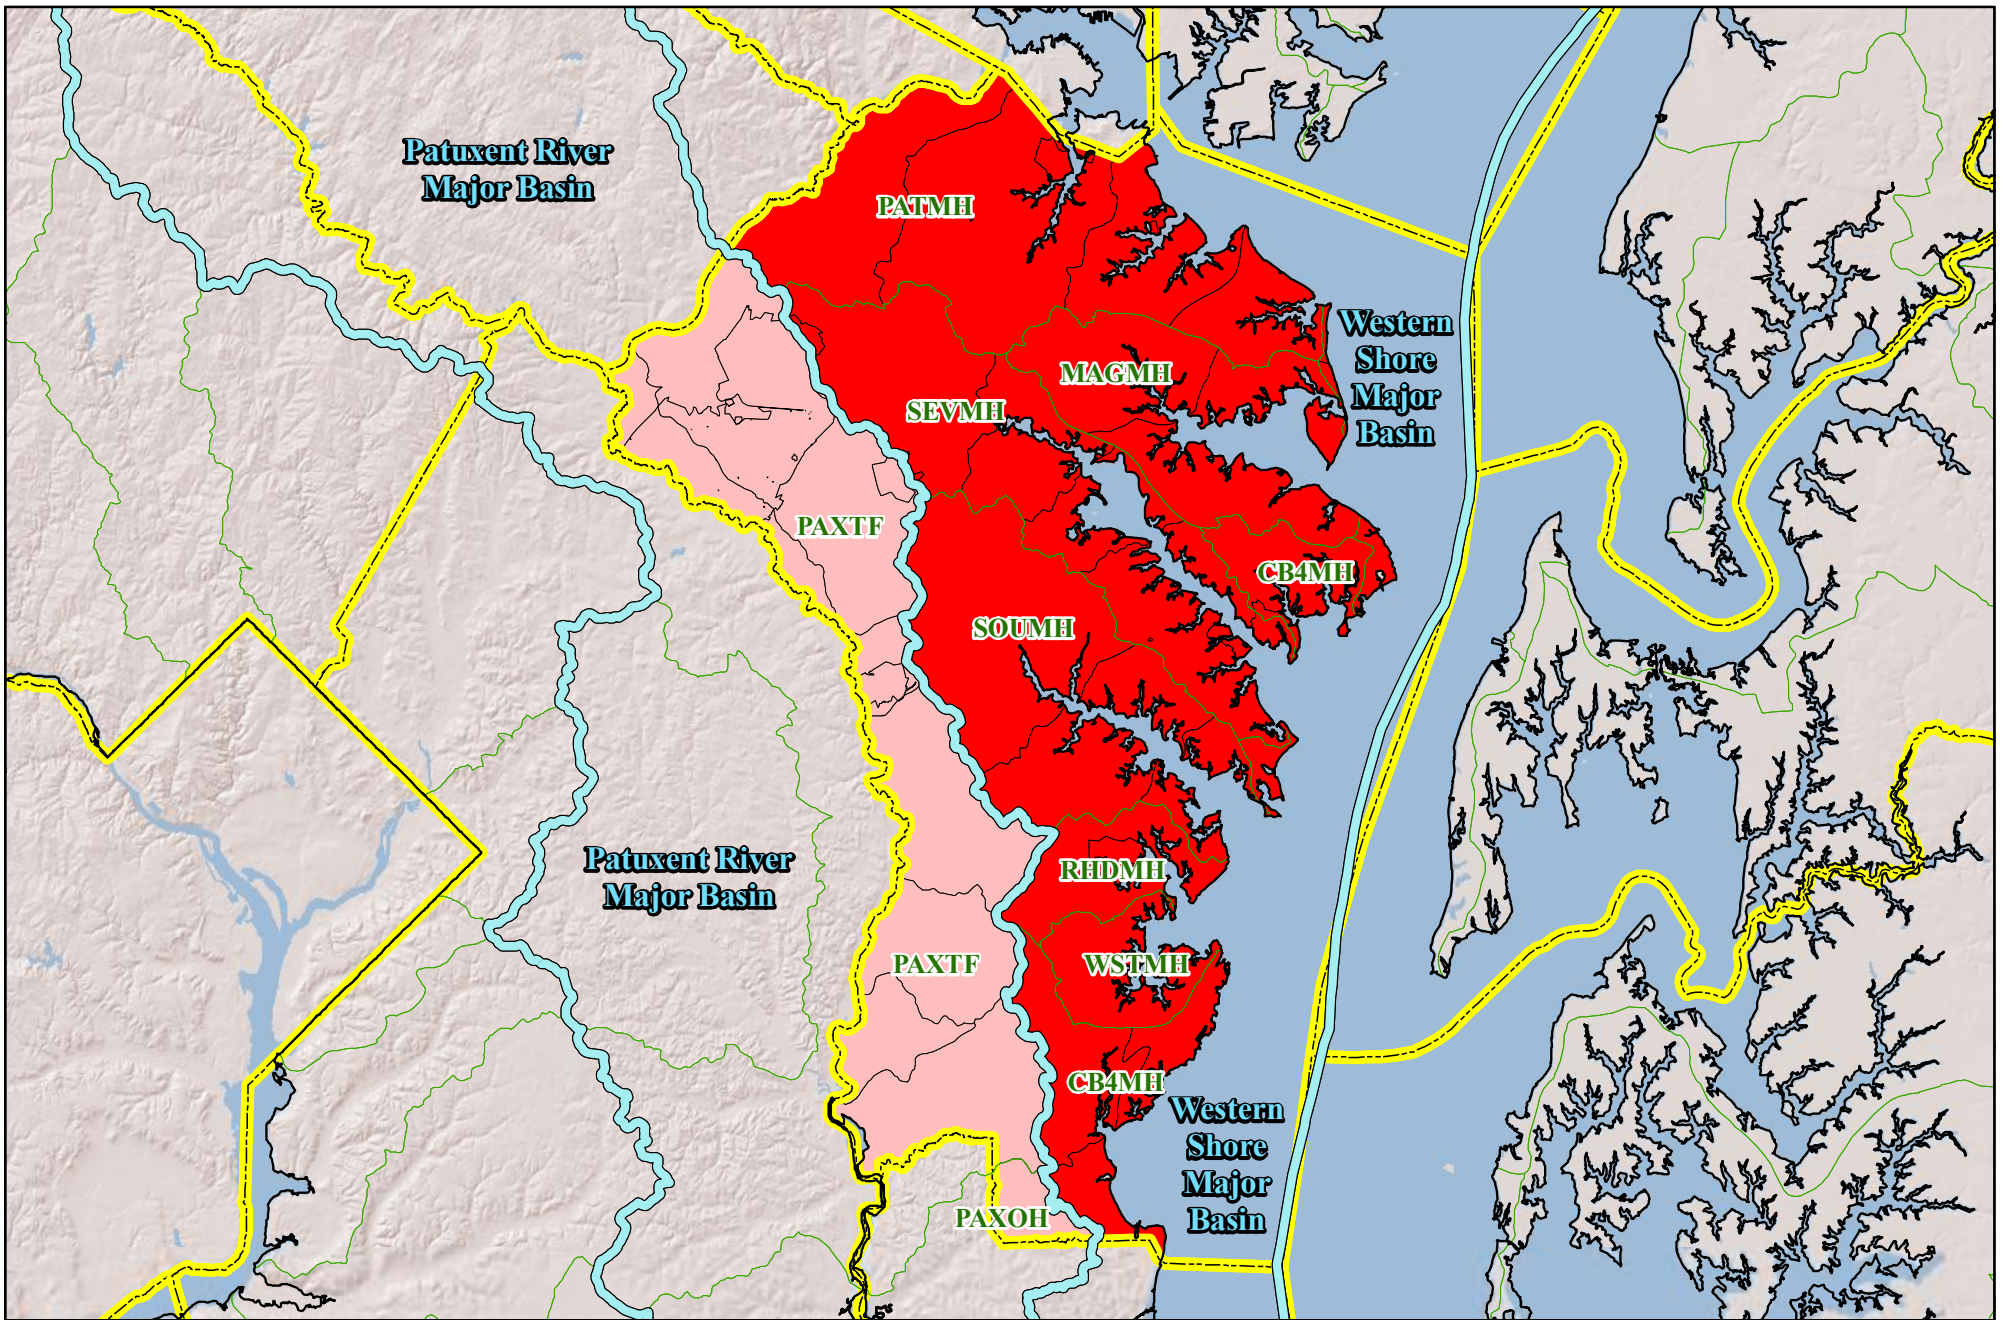 Patuxent River
Major Basin
PATMH
Western
Shore
Major
Basin
MAGMH
SEVMH
PAXTF
CB4MH
SOUMH
Patuxent River
Major Basin
RHDMH
PAXTF
WSTMH
CB4MH
Western
Shore
Major
Basin
PAXOH